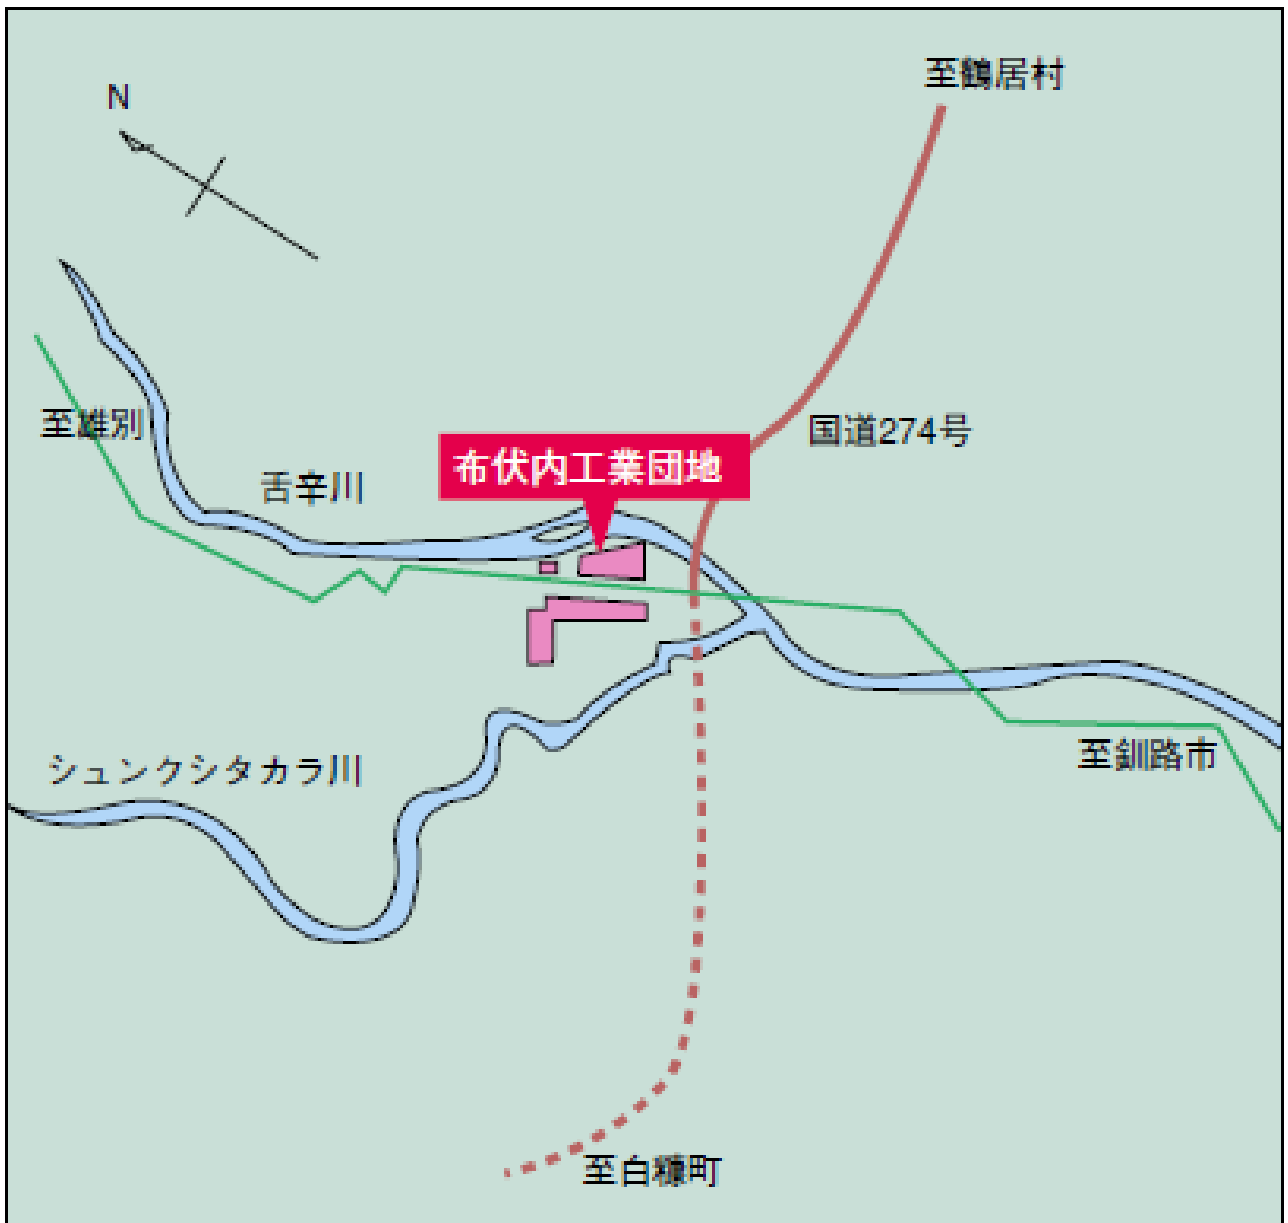 至鶴居村
N
至雄別
国道274号
布伏内工業団地
舌辛川
至釧路市
シュンクシタカラ川
至白糠町